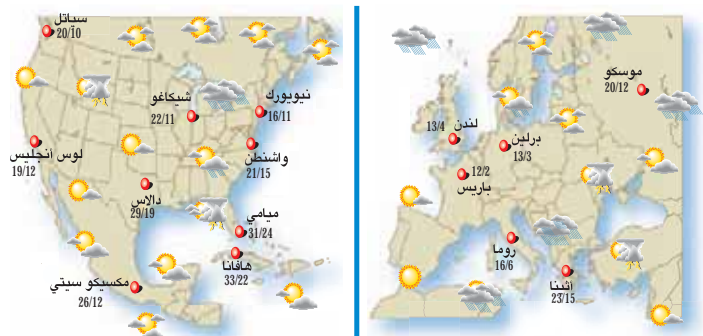 سياتل
20/10
شيكاغو
22/11
نيويورك
16/11
لوس أنجليس
19/12
واشنطن
21/15
دالاس
29/19
ميامي
31/24
هافانا
33/22
مكسيكو سيتي
26/12
موسكو
20/12
لندن
13/4
درلين
13/3
12/2
باريس
روما
16/6
أثينا
23/15